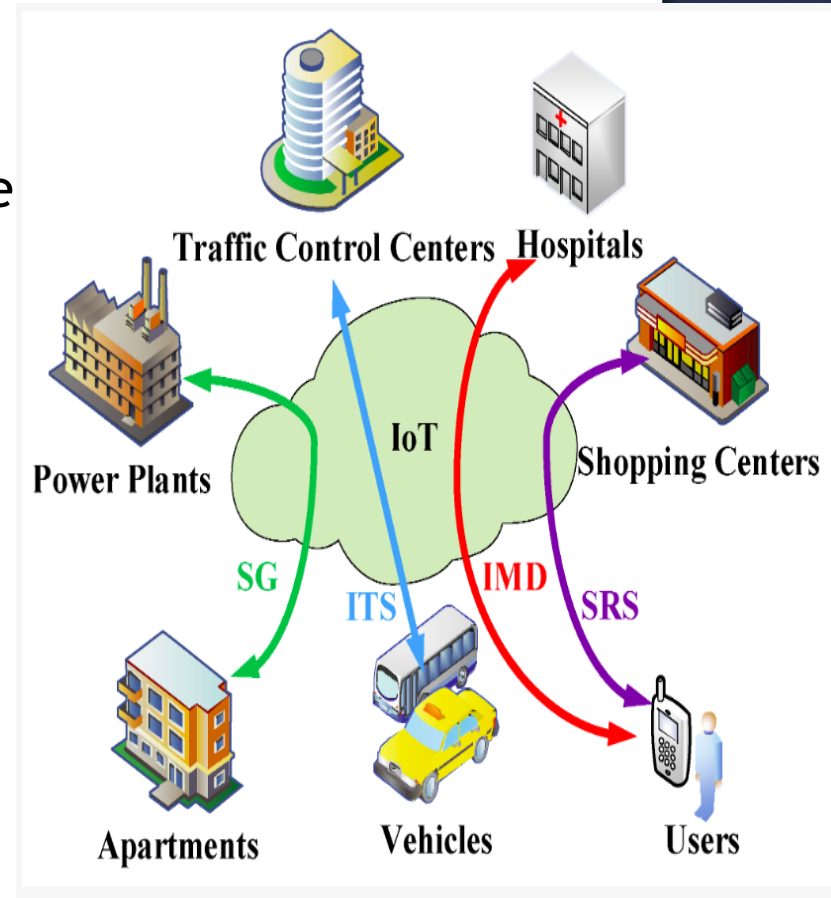 e
Traffic Control Centers
Hospitals
IoT
Power Plants
Shopping Centers
SG
ITS
IMD
SRS
Apartments
Vehicles
Users